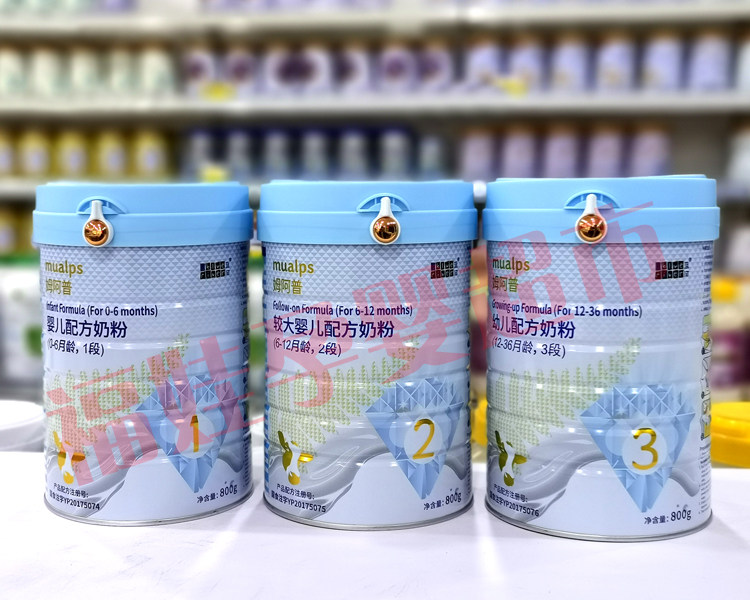 mualps
姆阿普
Infant Formula (For 0-6 months)
婴儿配方奶粉
(0-6月龄，1段)
1
产品配方注册号:
国食注字YP20175074
净含量: 800g
mualps
姆阿普
Follow-on Formula (For 6-12 months)
较大婴儿配方奶粉
(6-12月龄，2段)
2
产品配方注册号:
国食注字YP20175075
净含量: 800g
mualps
姆阿普
Growing-up Formula (For 12-36 months)
幼儿配方奶粉
(12-36月龄，3段)
3
产品配方注册号:
国食注字YP20175076
净含量: 800g
福娃孕婴超市